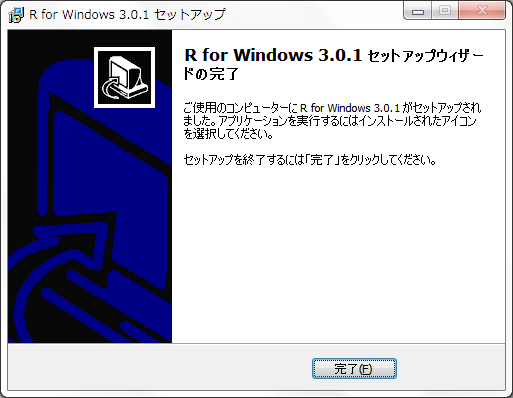 R for Windows 3.0.1 セットアップ
R for Windows 3.0.1 セットアップウィザー
ドの完了
ご使用のコンピューターに R for Windows 3.0.1 がセットアップされ
ました。アプリケーションを実行するにはインストールされたアイコン
を選択してください。
セットアップを終了するには「完了」をクリックしてください。
完了(F)